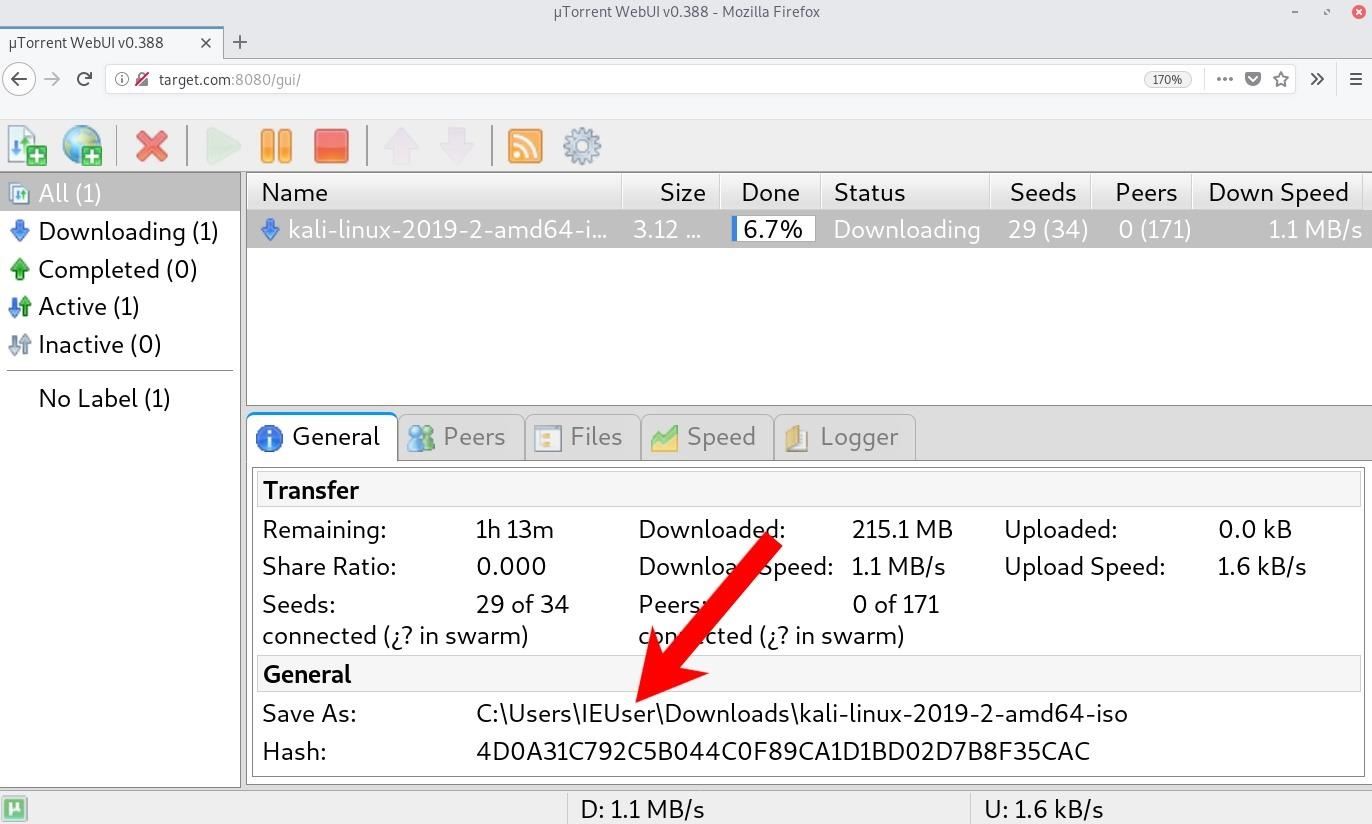 µTorrent WebUI v0.388 - Mozilla Firefox
µTorrent WebUI v0.388
target.com:8080/gui/ 170%
All (1)
Downloading (1)
Completed (0)
Active (1)
Inactive (0)
No Label (1)
Name Size Done Status Seeds Peers Down Speed
kali-linux-2019-2-amd64-i... 3.12 ... 6.7% Downloading 29 (34) 0 (171) 1.1 MB/s
General Peers Files Speed Logger
Transfer
Remaining: 1h 13m Downloaded: 215.1 MB Uploaded: 0.0 kB
Share Ratio: 0.000 Download Speed: 1.1 MB/s Upload Speed: 1.6 kB/s
Seeds: 29 of 34 Peers: 0 of 171
connected (¿? in swarm) connected (¿? in swarm)
General
Save As: C:\Users\IEUser\Downloads\kali-linux-2019-2-amd64-iso
Hash: 4D0A31C792C5B044C0F89CA1D1BD02D7B8F35CAC
D: 1.1 MB/s U: 1.6 kB/s